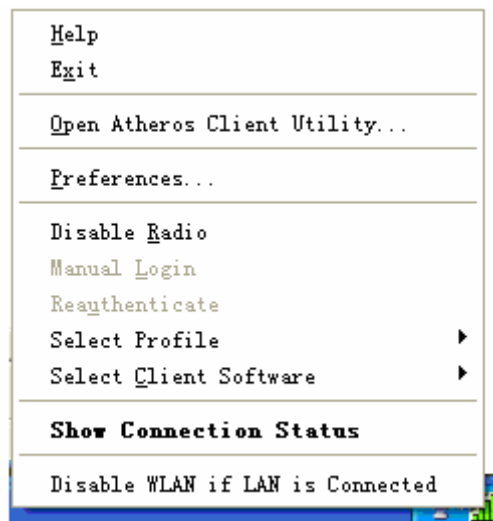 Help
Exit
Open Atheros Client Utility...
Preferences...
Disable Radio
Manual Login
Reauthenticate
Select Profile
Select Client Software
Show Connection Status
Disable WLAN if LAN is Connected